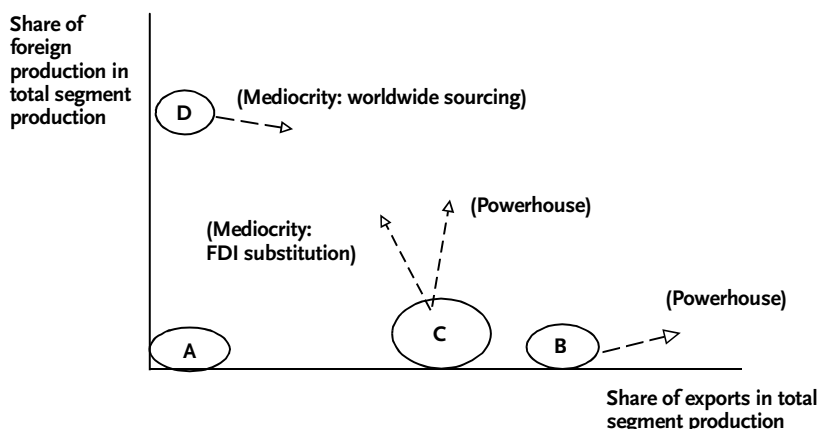 Share of
foreign
production in
total segment
production
D
(Mediocrity: worldwide sourcing)
(Powerhouse)
(Mediocrity:
FDI substitution)
(Powerhouse)
A
C
B
Share of exports in total
segment production